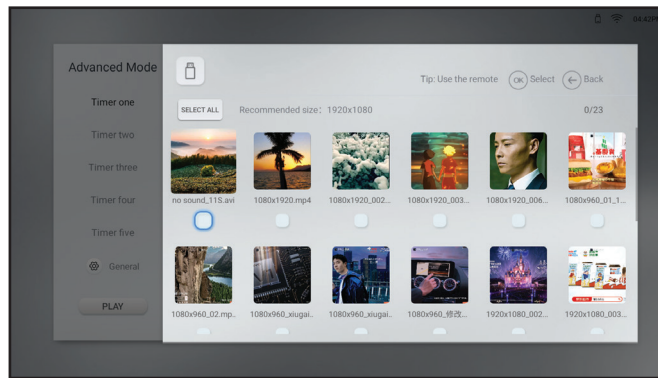 04:42P
Advanced Mode
Tip: Use the remote OK Select Back
Timer one
SELECT ALL Recommended size: 1920x1080 0/23
Timer two
Timer three
Timer four
Timer five
General
PLAY
no sound_11S.avi 1080x1920.mp4 1080x1920_002... 1080x1920_003... 1080x1920_006... 1080x960_01_1...
1080x960_02.mp.. 1080x960_xiugai.. 1080x960_xiugai.. 1080x960_修改.. 1920x1080_002... 1920x1080_003...